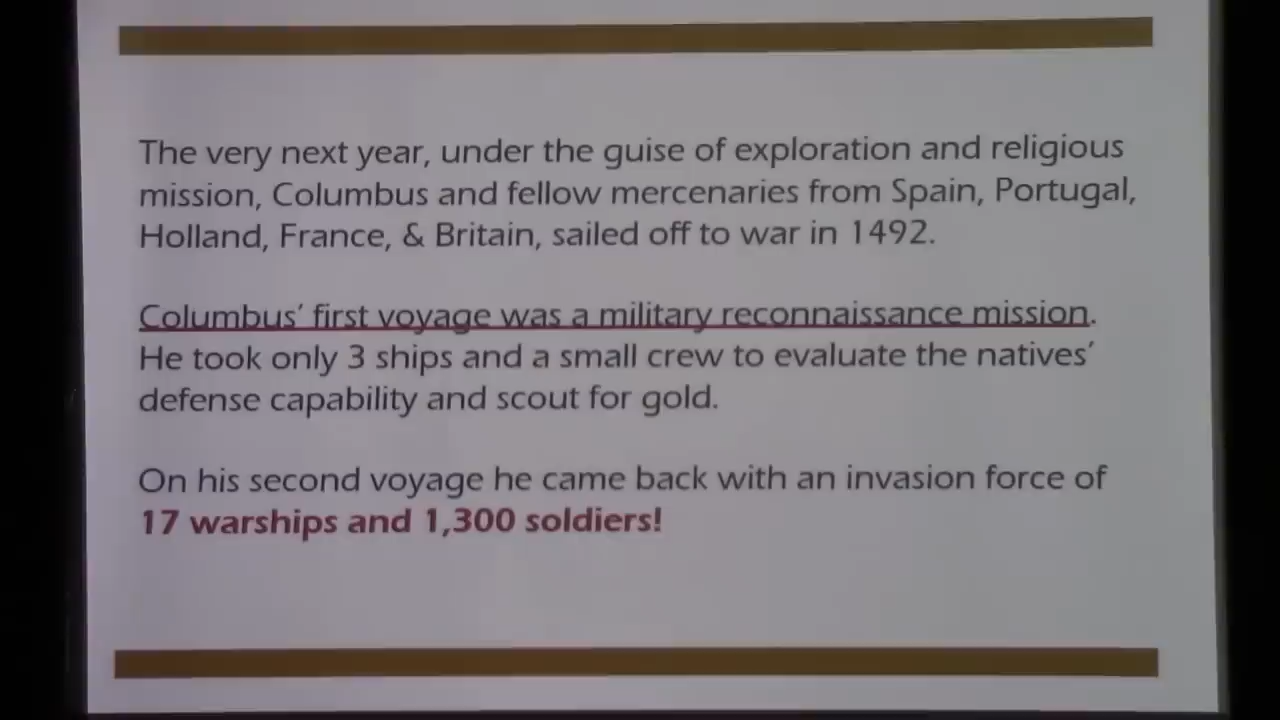 The very next year, under the guise of exploration and religious
mission, Columbus and fellow mercenaries from Spain, Portugal,
Holland, France, & Britain, sailed off to war in 1492.
Columbus’ first voyage was a military reconnaissance mission.
He took only 3 ships and a small crew to evaluate the natives’
defense capability and scout for gold.
On his second voyage he came back with an invasion force of
17 warships and 1,300 soldiers!